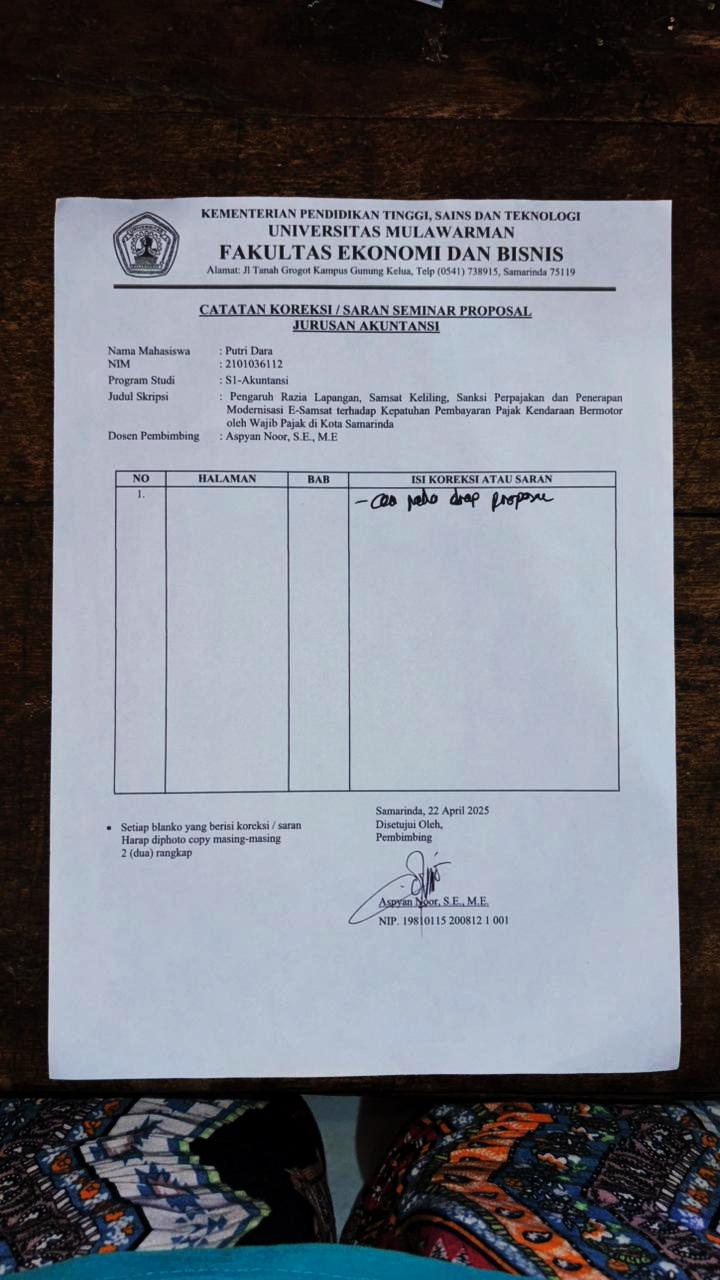 KEMENTERIAN PENDIDIKAN TINGGI, SAINS DAN TEKNOLOGI
UNIVERSITAS MULAWARMAN
FAKULTAS EKONOMI DAN BISNIS
Alamat: Jl Tanah Grogot Kampus Gunung Kelua, Telp (0541) 738915, Samarinda 75119
CATATAN KOREKSI / SARAN SEMINAR PROPOSAL
JURUSAN AKUNTANSI
Nama Mahasiswa : Putri Dara
NIM : 2101036112
Program Studi : S1-Akuntansi
Judul Skripsi : Pengaruh Razia Lapangan, Samsat Keliling, Sanksi Perpajakan dan Penerapan
Modernisasi E-Samsat terhadap Kepatuhan Pembayaran Pajak Kendaraan Bermotor
oleh Wajib Pajak di Kota Samarinda
Dosen Pembimbing : Aspyan Noor, S.E., M.E
NO HALAMAN BAB ISI KOREKSI ATAU SARAN
1.
Samarinda, 22 April 2025
Disetujui Oleh,
Pembimbing
• Setiap blanko yang berisi koreksi / saran
Harap diphoto copy masing-masing
2 (dua) rangkap
Aspyan Noor, S.E., M.E.
NIP. 19810115 200812 1 001